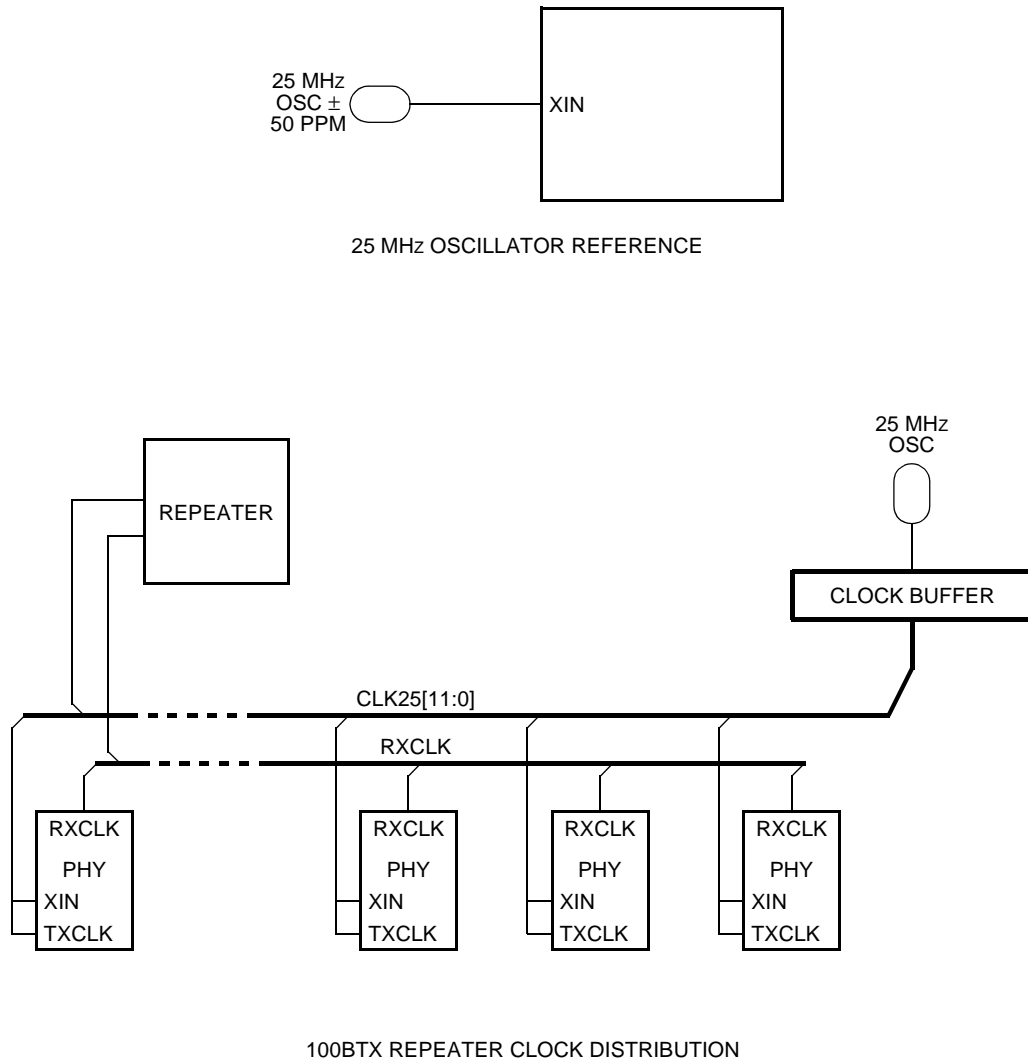 25 MHz
OSC ±
50 PPM
XIN
25 MHz OSCILLATOR REFERENCE
25 MHz
OSC
REPEATER
CLOCK BUFFER
CLK25[11:0]
RXCLK
RXCLK
PHY
XIN
TXCLK
RXCLK
PHY
XIN
TXCLK
RXCLK
PHY
XIN
TXCLK
RXCLK
PHY
XIN
TXCLK
100BTX REPEATER CLOCK DISTRIBUTION